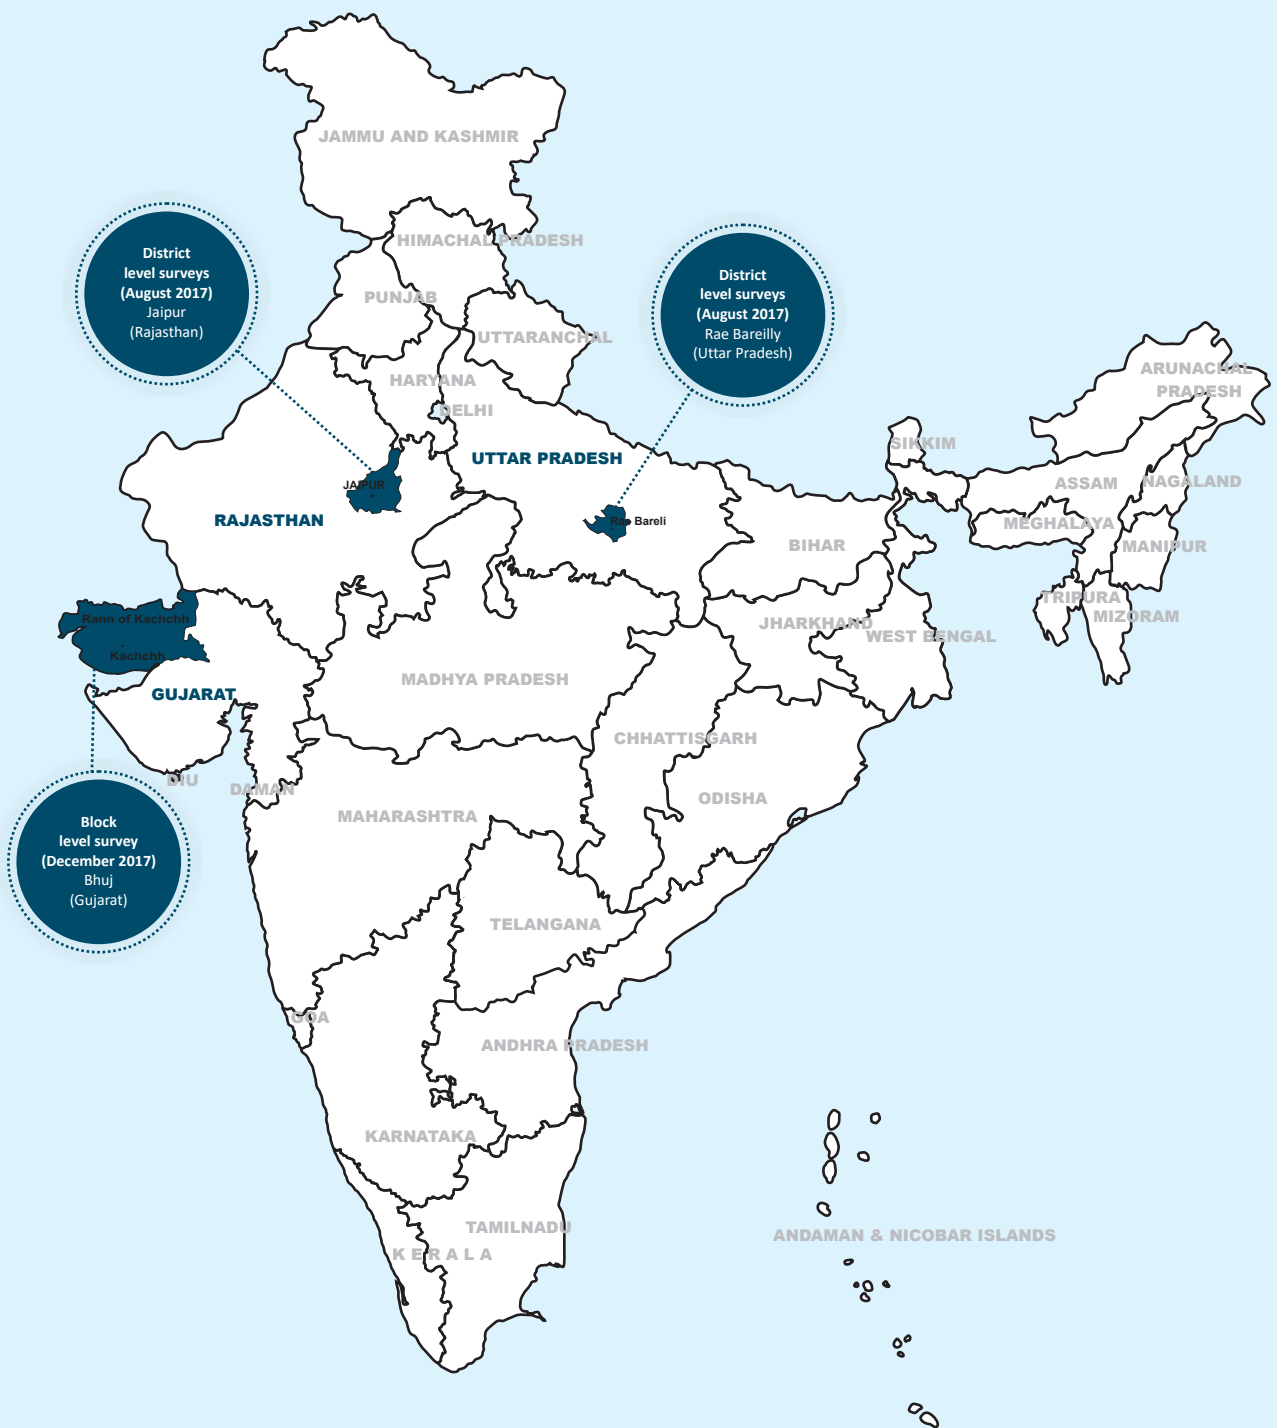 JAMMU AND KASHMIR
HIMACHAL PRADESH
District
level surveys
(August 2017)
Jaipur
(Rajasthan)
District
level surveys
(August 2017)
Rae Bareilly
(Uttar Pradesh)
PUNJAB
UTTARANCHAL
HARYANA
DELHI
ARUNACHAL
PRADESH
SIKKIM
UTTAR PRADESH
JAIPUR
RAJASTHAN
Rae Bareli
ASSAM
NAGALAND
MEGHALAYA
MANIPUR
BIHAR
TRIPURA
MIZORAM
Rann of Kachchh
Kachchh
JHARKHAND
WEST BENGAL
GUJARAT
MADHYA PRADESH
CHHATTISGARH
DIU
DAMAN
ODISHA
MAHARASHTRA
Block
level survey
(December 2017)
Bhuj
(Gujarat)
TELANGANA
GOA
ANDHRA PRADESH
KARNATAKA
TAMILNADU
KERALA
ANDAMAN & NICOBAR ISLANDS